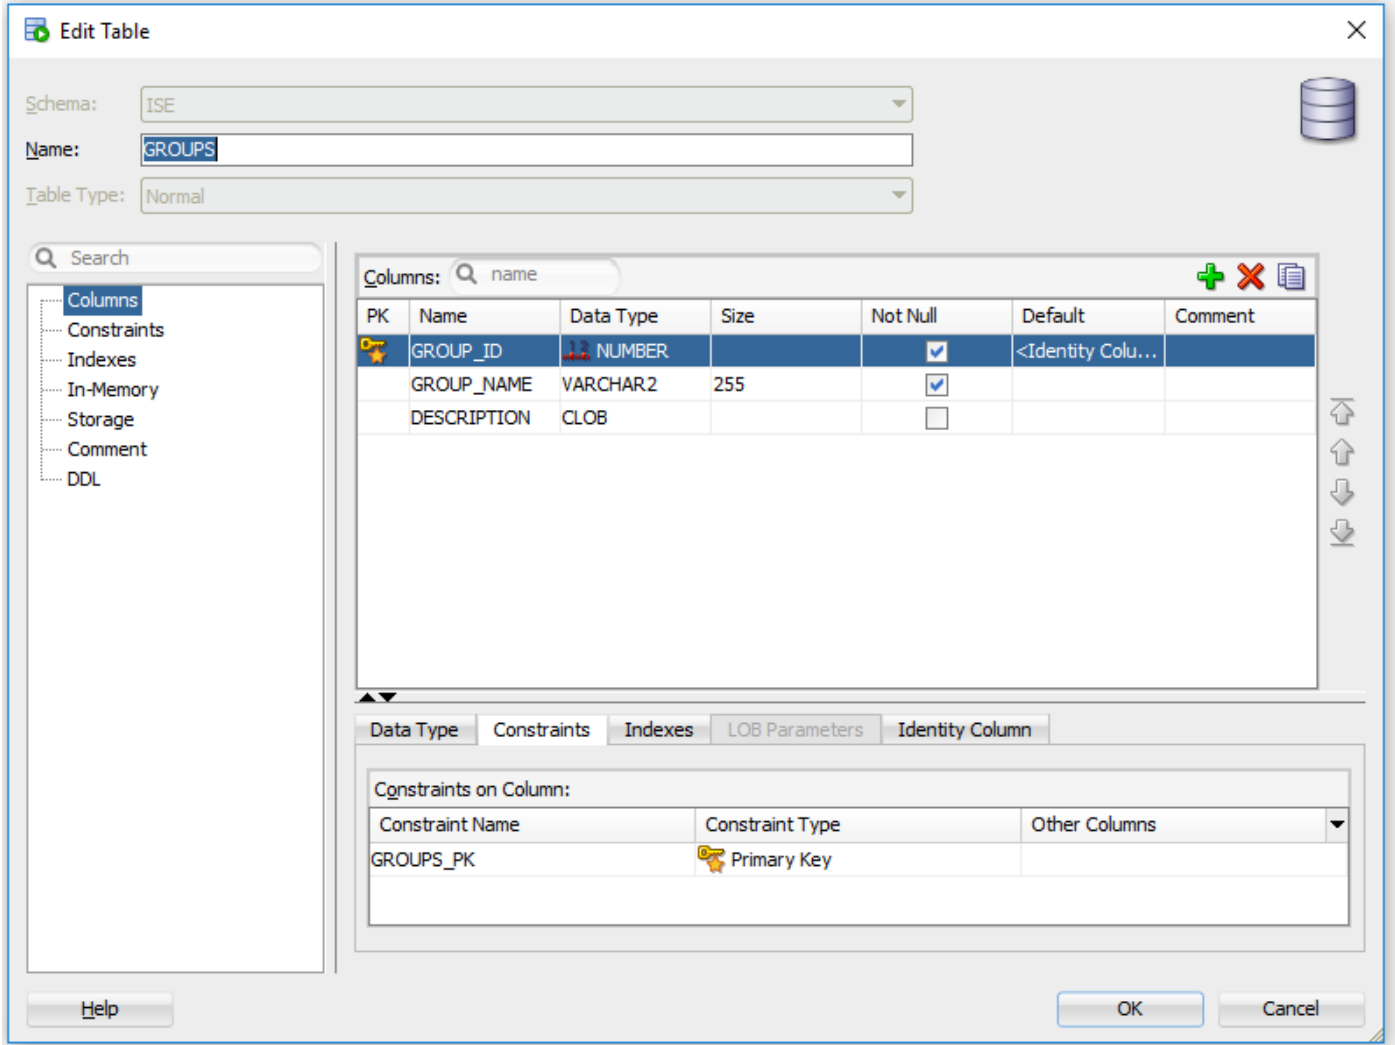 Edit Table
Schema: ISE
Name: GROUPS
Table Type: Normal
Search
Columns
Constraints
Indexes
In-Memory
Storage
Comment
DDL
Columns: name
PK Name Data Type Size Not Null Default Comment
GROUP_ID NUMBER <Identity Colu...
GROUP_NAME VARCHAR2 255
DESCRIPTION CLOB
Data Type Constraints Indexes LOB Parameters Identity Column
Constraints on Column:
Constraint Name Constraint Type Other Columns
GROUPS_PK Primary Key
Help OK Cancel